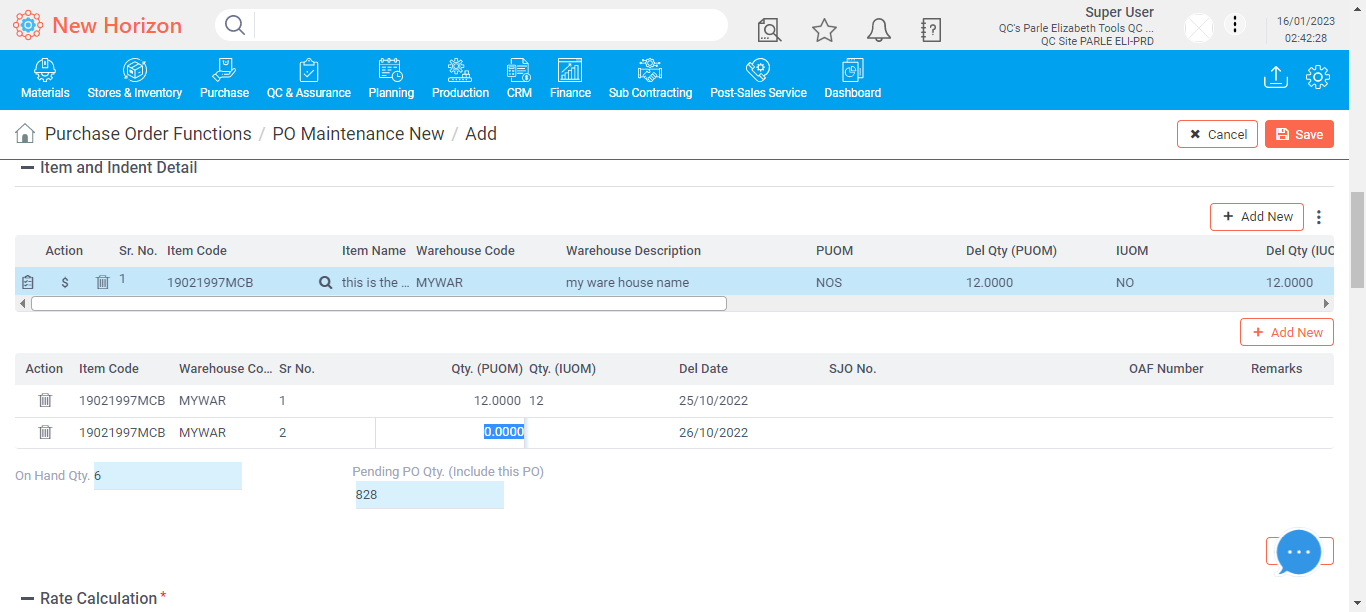 New Horizon
Super User
QC's Parle Elizabeth Tools QC ...
QC Site PARLE ELI-PRD
16/01/2023
02:42:28
Materials Stores & Inventory Purchase QC & Assurance Planning Production CRM Finance Sub Contracting Post-Sales Service Dashboard
Purchase Order Functions / PO Maintenance New / Add
Cancel Save
Item and Indent Detail
+ Add New
Action Sr. No. Item Code Item Name Warehouse Code Warehouse Description PUOM Del Qty (PUOM) IUOM Del Qty (IUO
$ 1 19021997MCB this is the ... MYWAR my ware house name NOS 12.0000 NO 12.0000
+ Add New
Action Item Code Warehouse Co... Sr No. Qty. (PUOM) Qty. (IUOM) Del Date SJO No. OAF Number Remarks
19021997MCB MYWAR 1 12.0000 12 25/10/2022
19021997MCB MYWAR 2 0.0000 26/10/2022
On Hand Qty. 6
Pending PO Qty. (Include this PO)
828
Rate Calculation *